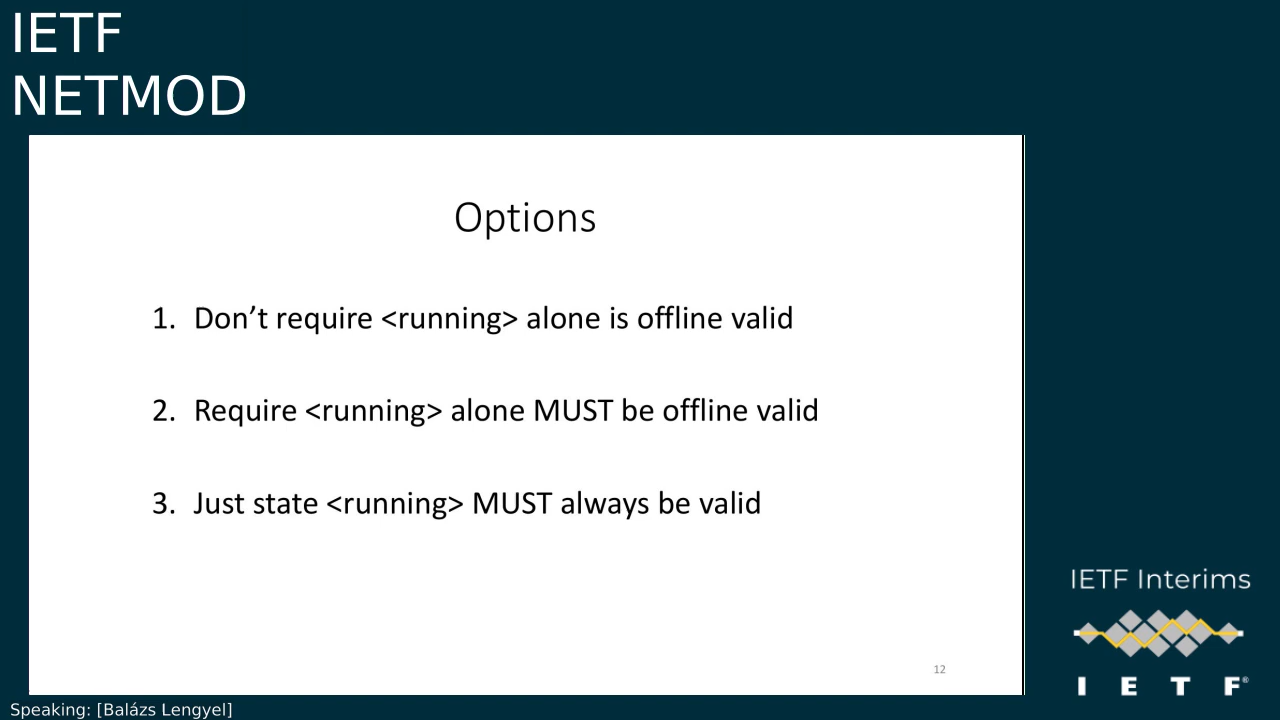 IETF
NETMOD
Options
1. Don’t require <running> alone is offline valid
2. Require <running> alone MUST be offline valid
3. Just state <running> MUST always be valid
12
IETF Interims
I E T F®
Speaking: [Balázs Lengyel]